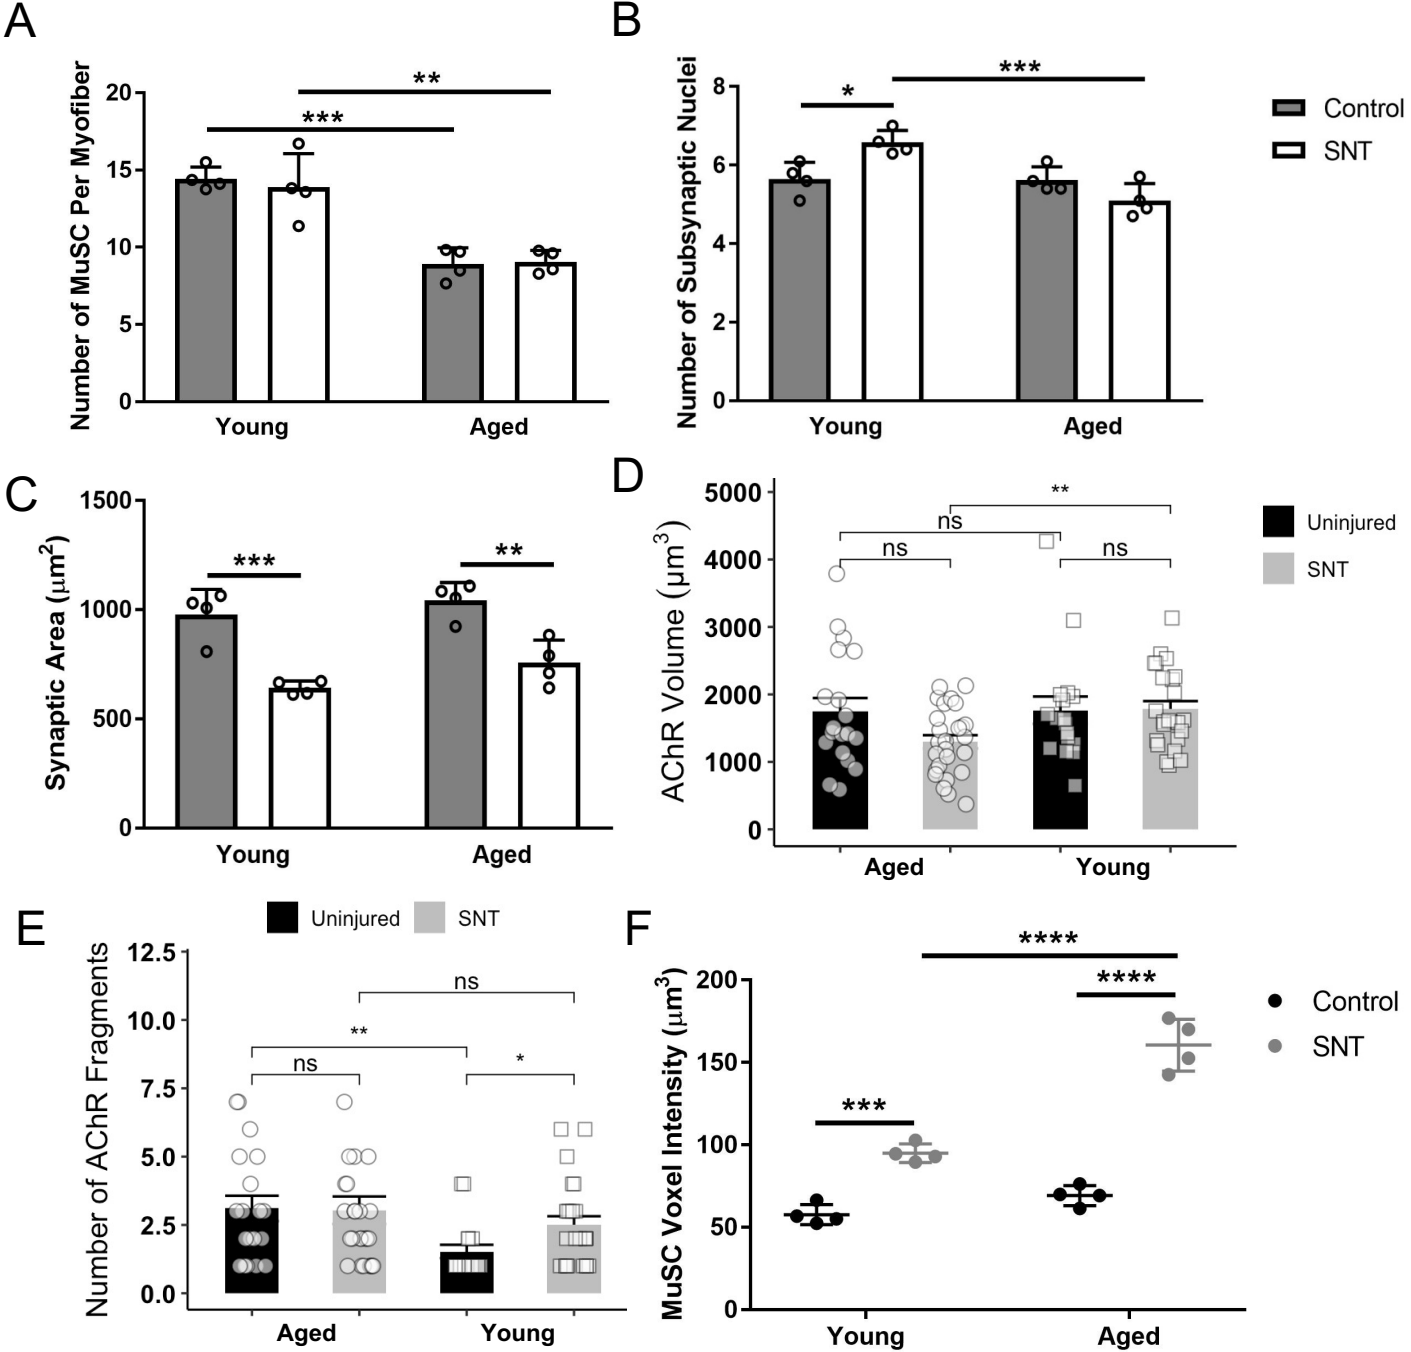 A
Number of MuSC Per Myofiber
20
15
10
5
0
**
***
Young
Aged
B
Number of Subsynaptic Nuclei
8
6
4
2
0
*
***
Young
Aged
Control
SNT
C
Synaptic Area (μm2)
1500
1000
500
0
***
**
Young
Aged
D
AChR Volume (μm3)
5000
4000
3000
2000
1000
0
**
ns
ns
ns
Aged
Young
Uninjured
SNT
E
Uninjured
SNT
Number of AChR Fragments
12.5
10.0
7.5
5.0
2.5
0.0
ns
**
ns
*
Aged
Young
F
MuSC Voxel Intensity (μm3)
200
150
100
50
0
****
****
***
Young
Aged
Control
SNT